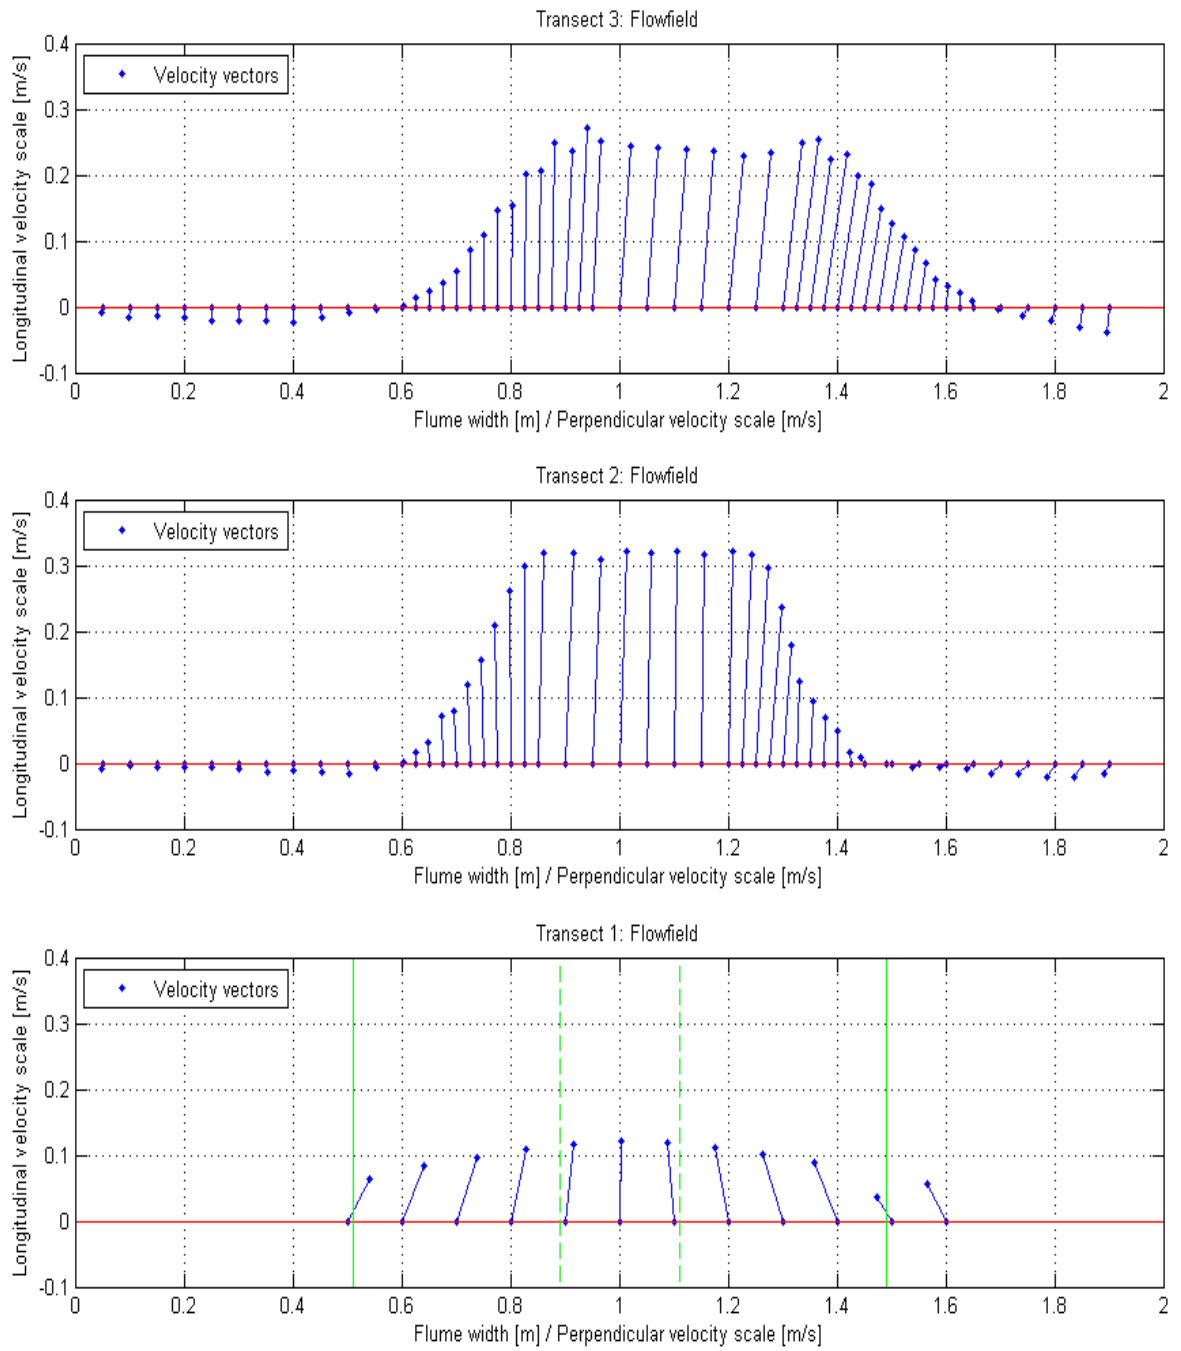 Transect 3: Flowfield
Longitudinal velocity scale [m/s]
0.4
0.3
0.2
0.1
0
-0.1
Velocity vectors
0 0.2 0.4 0.6 0.8 1 1.2 1.4 1.6 1.8 2
Flume width [m] / Perpendicular velocity scale [m/s]
Transect 2: Flowfield
Longitudinal velocity scale [m/s]
0.4
0.3
0.2
0.1
0
-0.1
Velocity vectors
0 0.2 0.4 0.6 0.8 1 1.2 1.4 1.6 1.8 2
Flume width [m] / Perpendicular velocity scale [m/s]
Transect 1: Flowfield
Longitudinal velocity scale [m/s]
0.4
0.3
0.2
0.1
0
-0.1
Velocity vectors
0 0.2 0.4 0.6 0.8 1 1.2 1.4 1.6 1.8 2
Flume width [m] / Perpendicular velocity scale [m/s]